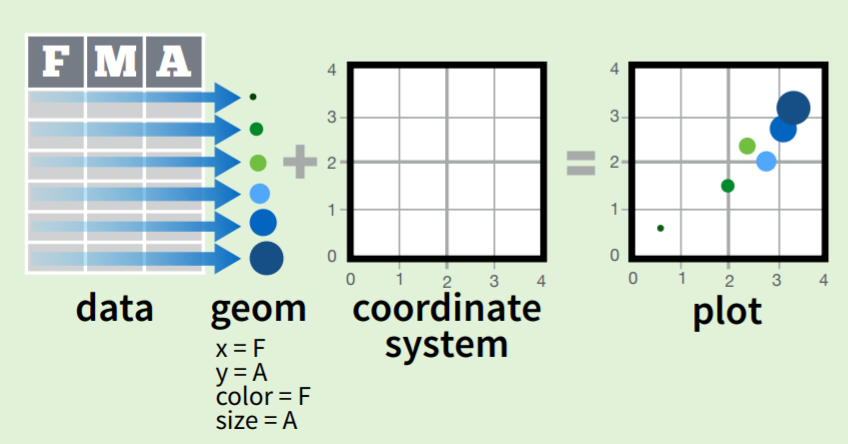 F M A
4
3
2
1
0
0 1 2 3 4
4
3
2
1
0
0 1 2 3 4
data
geom
coordinate
system
plot
x = F
y = A
color = F
size = A